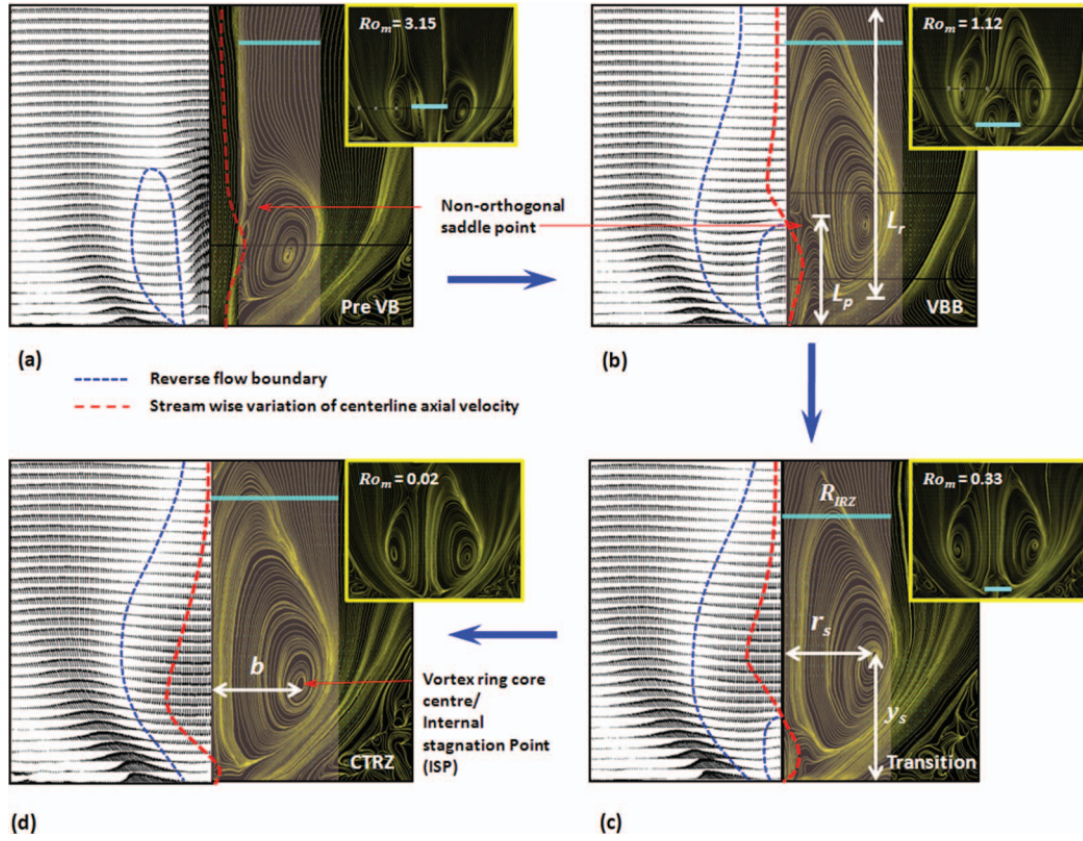 Ro_m = 3.15
Pre VB
(a)
Non-orthogonal
saddle point
Ro_m = 1.12
L_r
L_p
VBB
(b)
Reverse flow boundary
Stream wise variation of centerline axial velocity
Ro_m = 0.02
b
CTRZ
(d)
Vortex ring core
centre/
Internal
stagnation Point
(ISP)
Ro_m = 0.33
R_IRZ
r_s
y_s
Transition
(c)